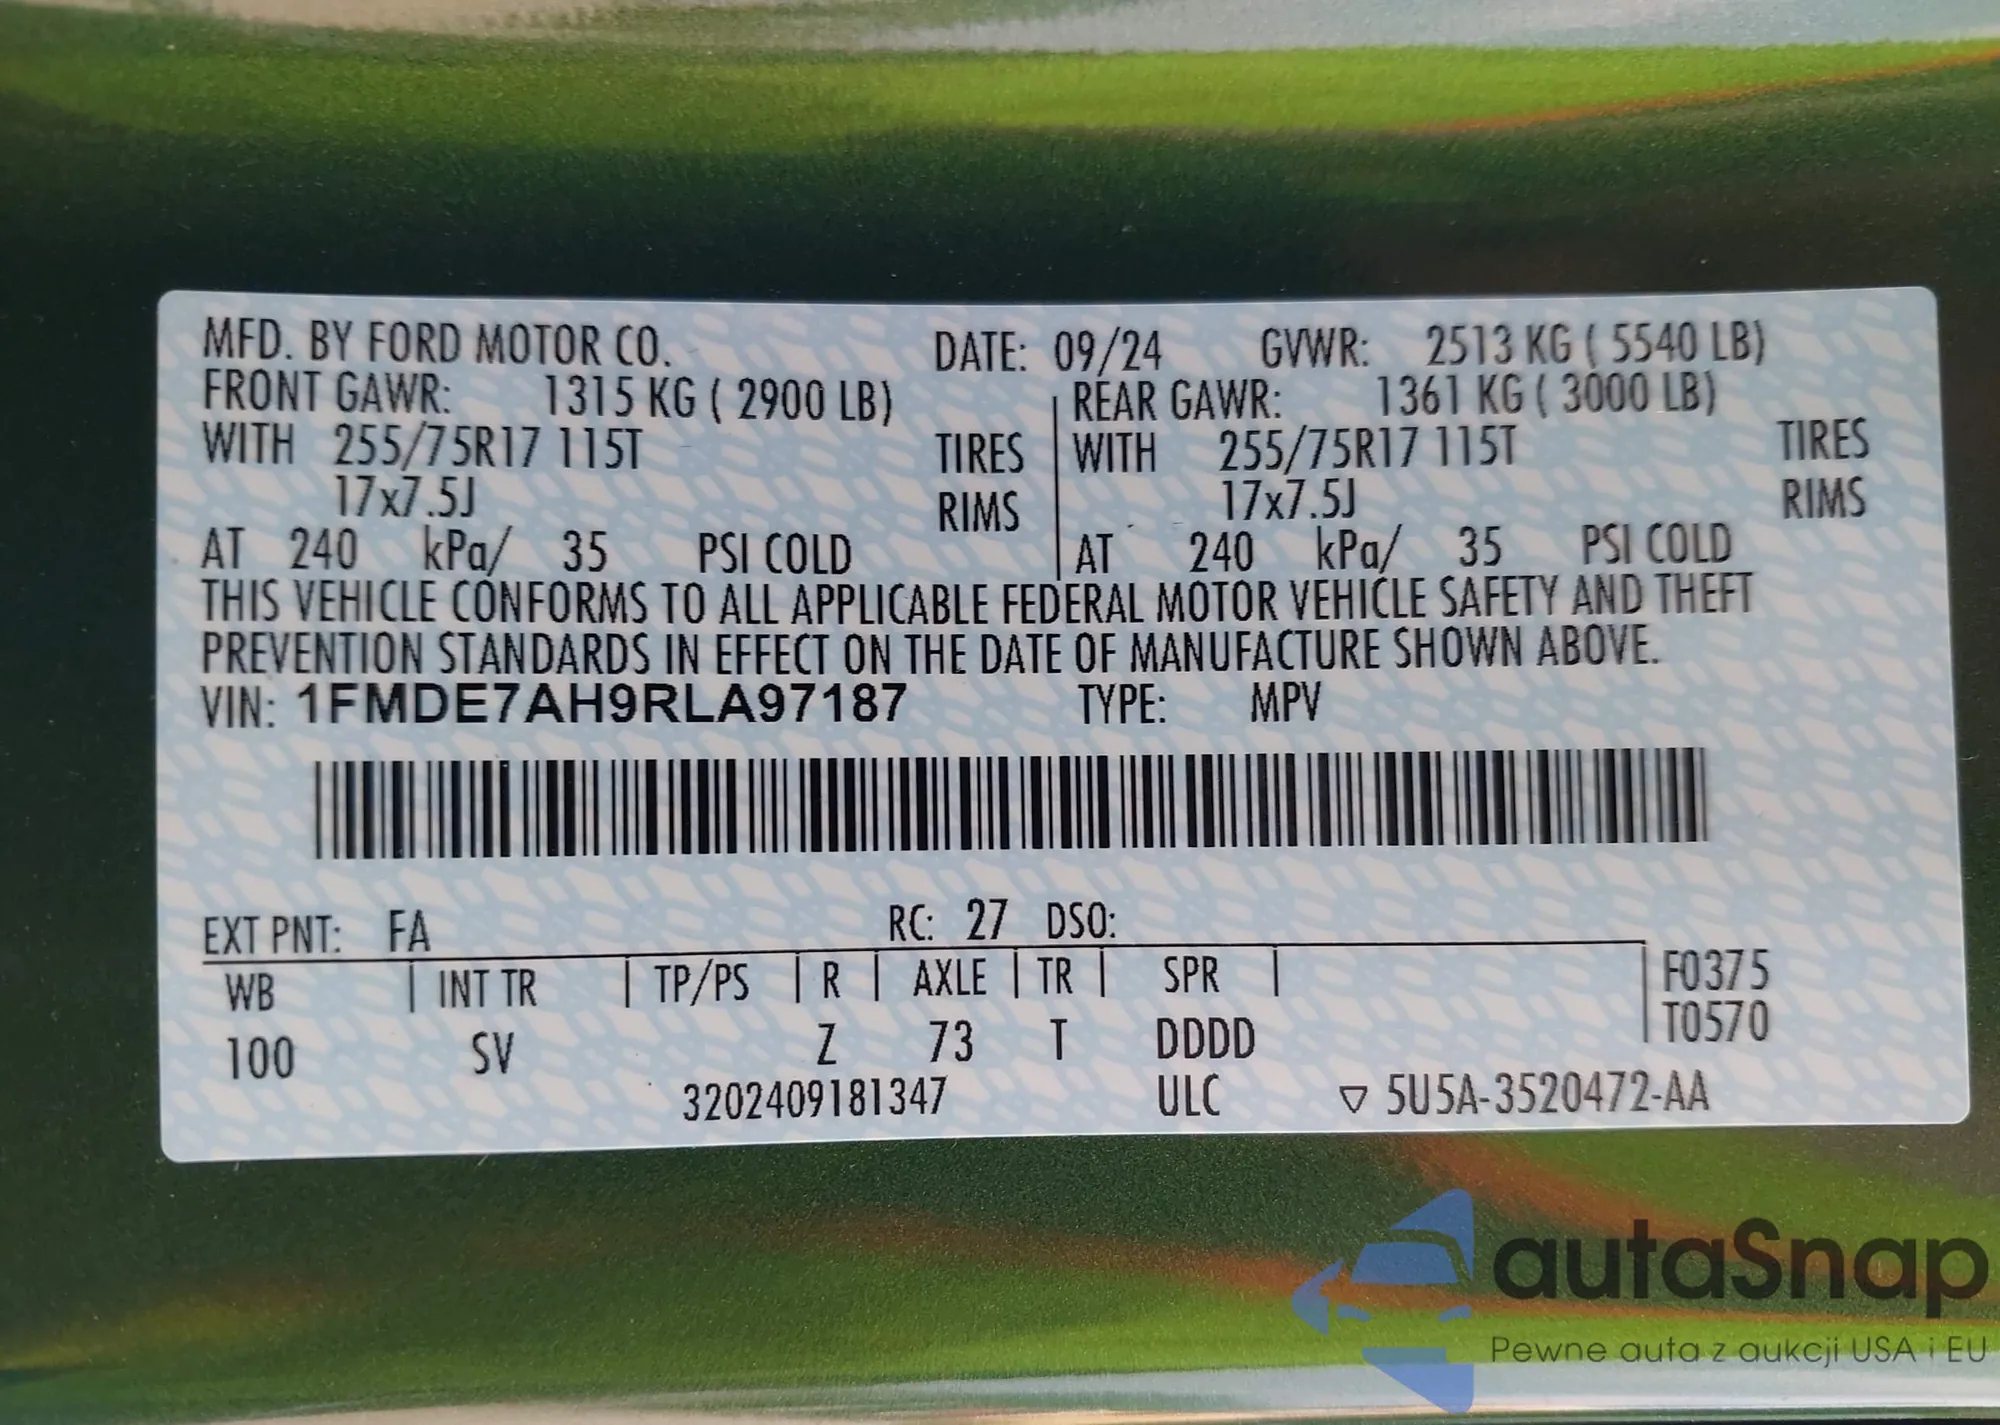 MFD. BY FORD MOTOR CO. DATE: 09/24 GVWR: 2513 KG ( 5540 LB)
FRONT GAWR: 1315 KG ( 2900 LB) REAR GAWR: 1361 KG ( 3000 LB)
WITH 255/75R17 115T TIRES WITH 255/75R17 115T TIRES
17x7.5J RIMS 17x7.5J RIMS
AT 240 kPa/ 35 PSI COLD AT 240 kPa/ 35 PSI COLD
THIS VEHICLE CONFORMS TO ALL APPLICABLE FEDERAL MOTOR VEHICLE SAFETY AND THEFT
PREVENTION STANDARDS IN EFFECT ON THE DATE OF MANUFACTURE SHOWN ABOVE.
VIN: 1FMDE7AH9RLA97187 TYPE: MPV
EXT PNT: FA RC: 27 DSO:
WB | INT TR | TP/PS | R | AXLE | TR | SPR | F0375
T0570
100 SV Z 73 T DDDD
3202409181347 ULC ▽ 5U5A-3520472-AA
autaSnap
Pewne auta z aukcji USA i EU